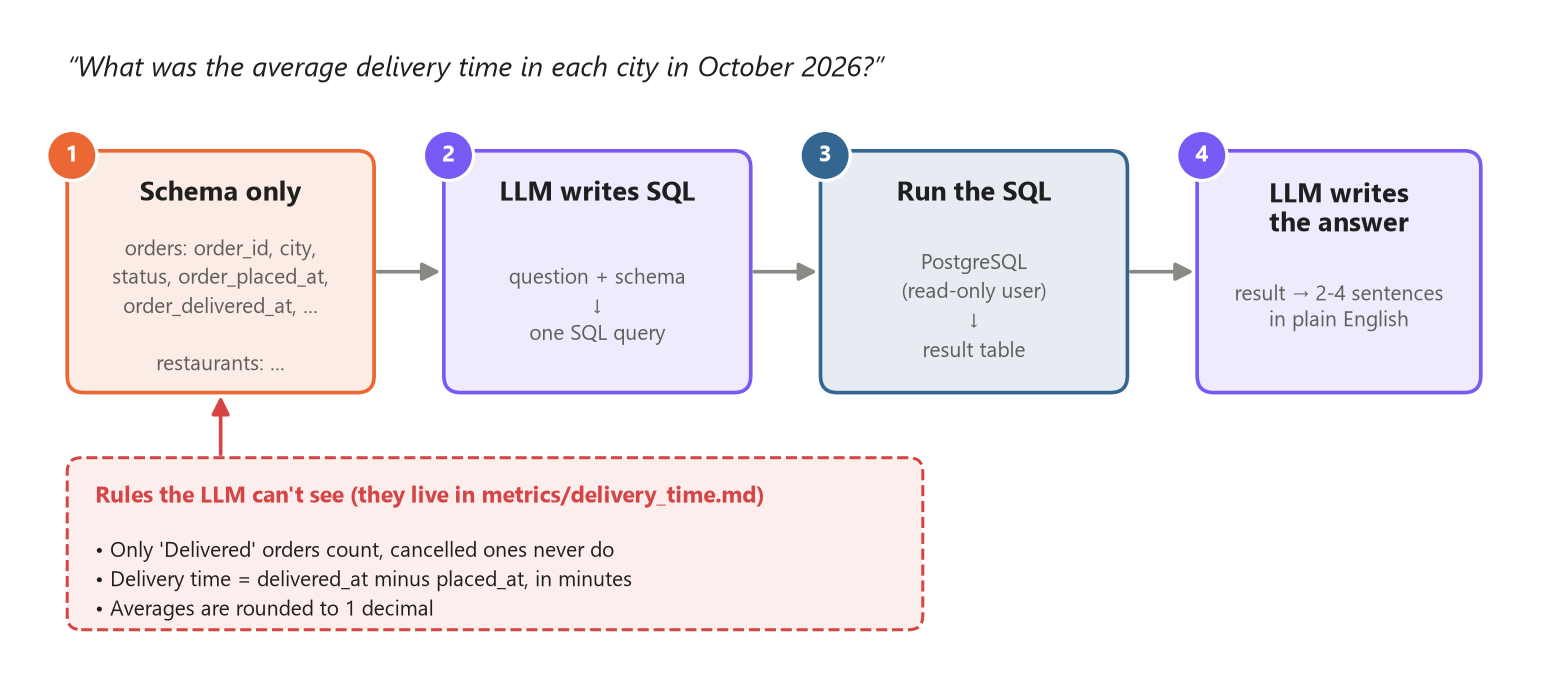 “What was the average delivery time in each city in October 2026?”
1
Schema only
orders: order_id, city,
status, order_placed_at,
order_delivered_at, ...
restaurants: ...
2
LLM writes SQL
question + schema
↓
one SQL query
3
Run the SQL
PostgreSQL
(read-only user)
↓
result table
4
LLM writes
the answer
result → 2-4 sentences
in plain English
Rules the LLM can't see (they live in metrics/delivery_time.md)
• Only 'Delivered' orders count, cancelled ones never do
• Delivery time = delivered_at minus placed_at, in minutes
• Averages are rounded to 1 decimal